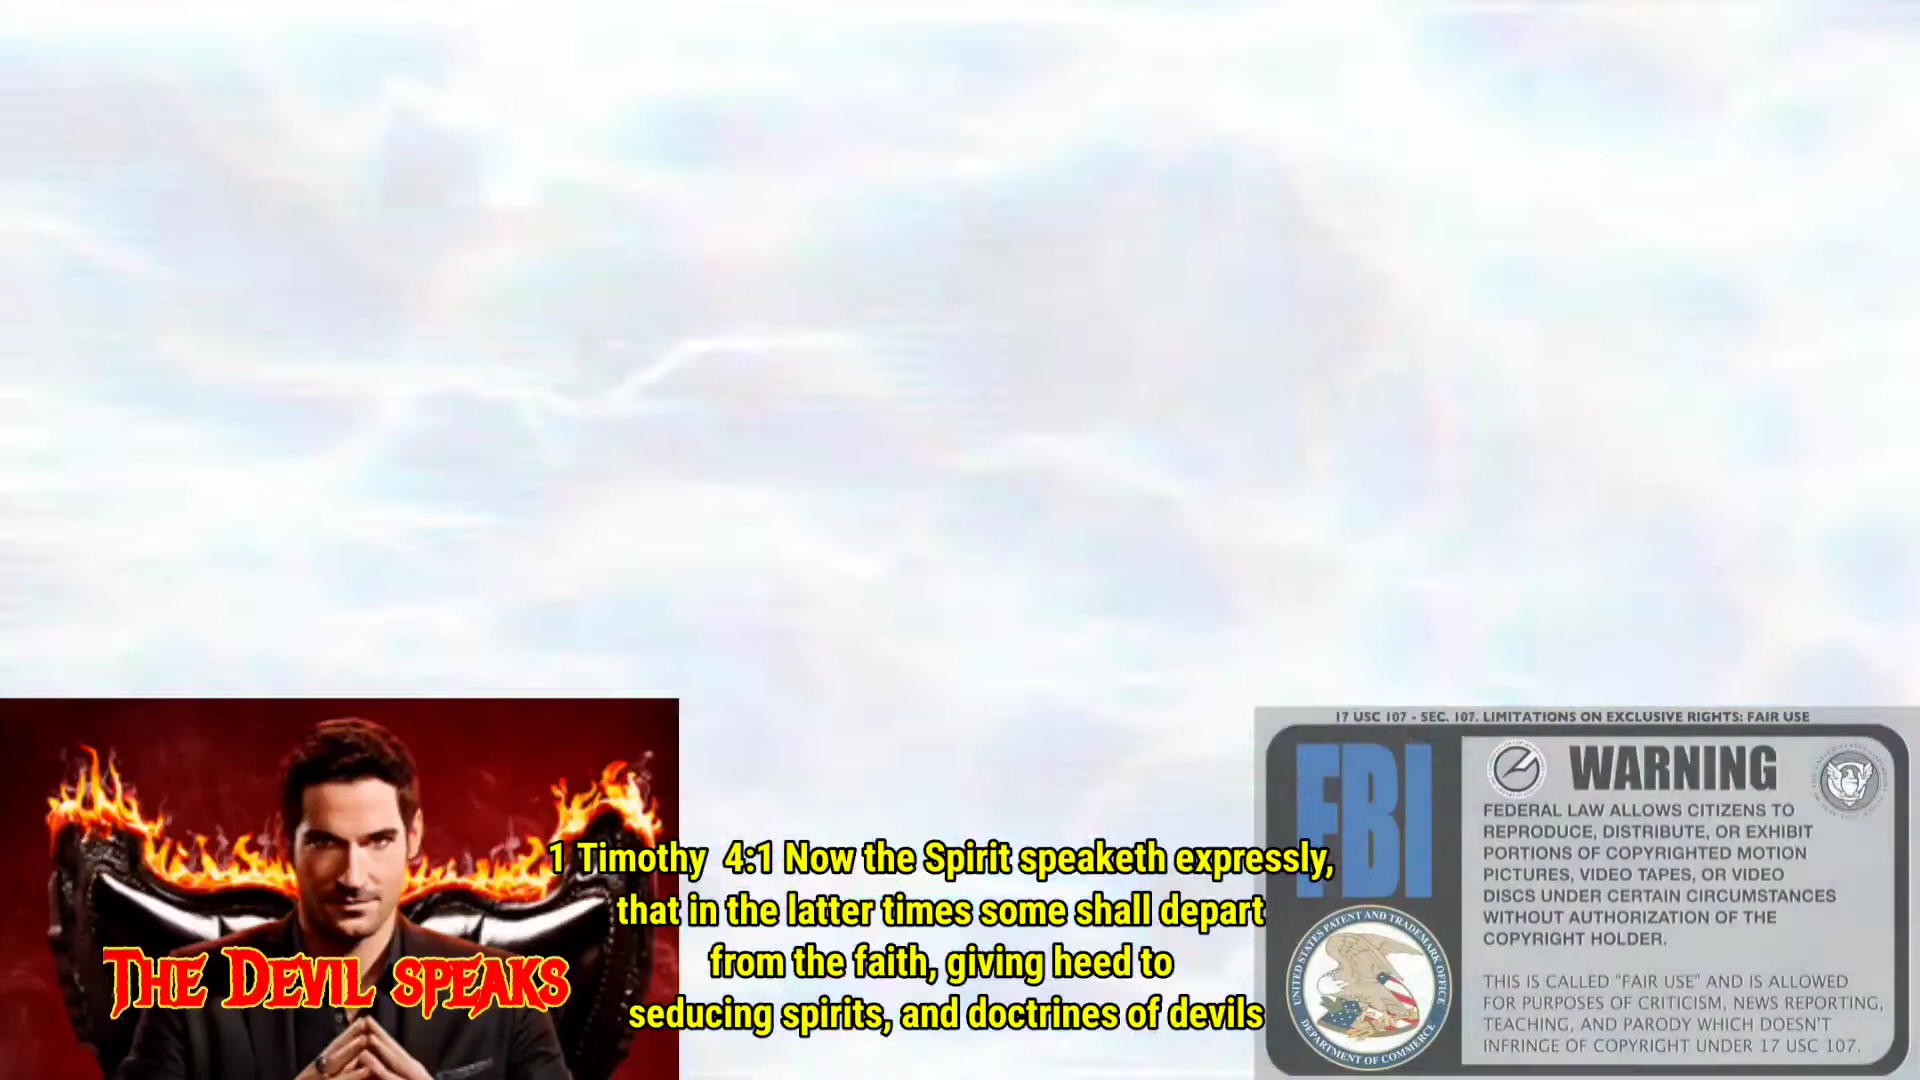 THE DEVIL SPEAKS
1 Timothy 4:1 Now the Spirit speaketh expressly,
that in the latter times some shall depart
from the faith, giving heed to
seducing spirits, and doctrines of devils
17 USC 107 - SEC. 107. LIMITATIONS ON EXCLUSIVE RIGHTS: FAIR USE
FBI
WARNING
FEDERAL LAW ALLOWS CITIZENS TO
REPRODUCE, DISTRIBUTE, OR EXHIBIT
PORTIONS OF COPYRIGHTED MOTION
PICTURES, VIDEO TAPES, OR VIDEO
DISCS UNDER CERTAIN CIRCUMSTANCES
WITHOUT AUTHORIZATION OF THE
COPYRIGHT HOLDER.
THIS IS CALLED "FAIR USE" AND IS ALLOWED
FOR PURPOSES OF CRITICISM, NEWS REPORTING,
TEACHING, AND PARODY WHICH DOESN'T
INFRINGE OF COPYRIGHT UNDER 17 USC 107.
UNITED STATES PATENT AND TRADEMARK OFFICE
DEPARTMENT OF COMMERCE